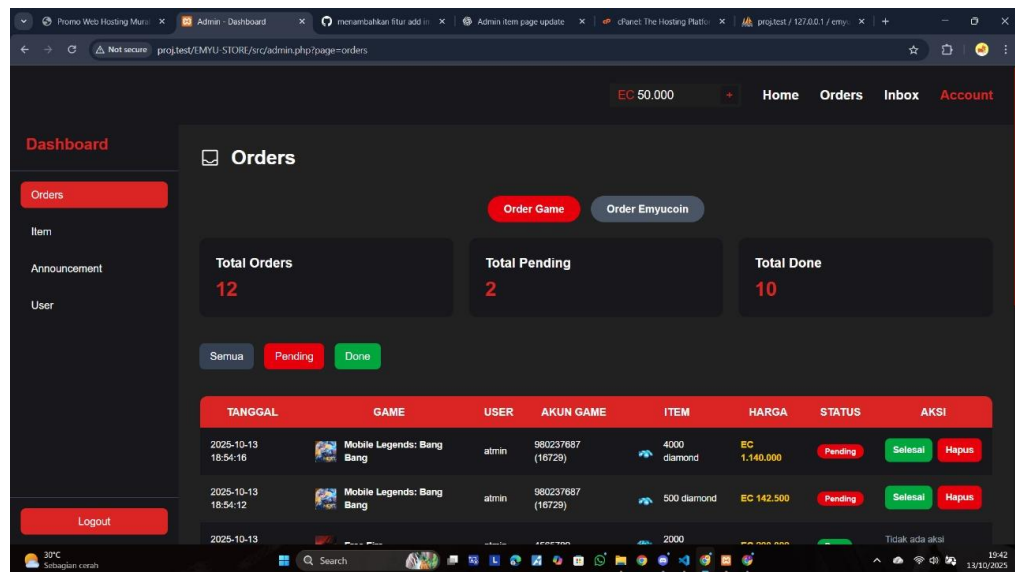 Promo Web Hosting Mura
Admin - Dashboard
menambahkan fitur add in
Admin item page update
cPanel: The Hosting Platfor
proj.test / 127.0.0.1 / emyu
Not secure proj.test/EMYU-STORE/src/admin.php?page=orders
EC 50.000 + Home Orders Inbox Account
Dashboard
Orders
Item
Announcement
User
Logout
Orders
Order Game Order Emyucoin
Total Orders
12
Total Pending
2
Total Done
10
Semua Pending Done
TANGGAL GAME USER AKUN GAME ITEM HARGA STATUS AKSI
2025-10-13 18:54:16 Mobile Legends: Bang Bang atmin 980237687 (16729) 4000 diamond EC 1.140.000 Pending Selesai Hapus
2025-10-13 18:54:12 Mobile Legends: Bang Bang atmin 980237687 (16729) 500 diamond EC 142.500 Pending Selesai Hapus
2025-10-13 Free Fire 2000 Tidak ada aksi
30°C
Sebagian cerah
Search
19:42
13/10/2025